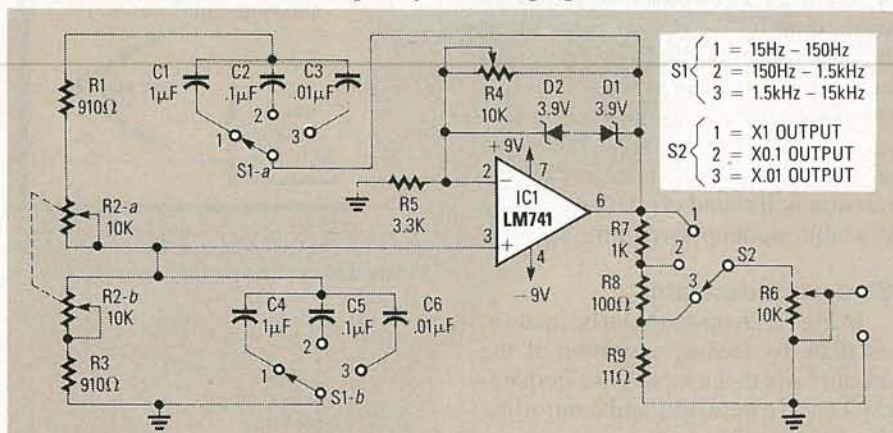 R1
910Ω
C1
1µF
C2
.1µF
C3
.01µF
1
2
3
S1-a
R2-a
10K
R2-b
10K
R3
910Ω
C4
1µF
C5
.1µF
C6
.01µF
1
2
3
S1-b
R4
10K
D2
3.9V
D1
3.9V
+9V
R5
3.3K
2
−
3
+
7
IC1
LM741
6
4
−9V
R7
1K
R8
100Ω
R9
11Ω
1
2
3
S2
R6
10K
S1
1 = 15Hz – 150Hz
2 = 150Hz – 1.5kHz
3 = 1.5kHz – 15kHz
S2
1 = X1 OUTPUT
2 = X0.1 OUTPUT
3 = X.01 OUTPUT